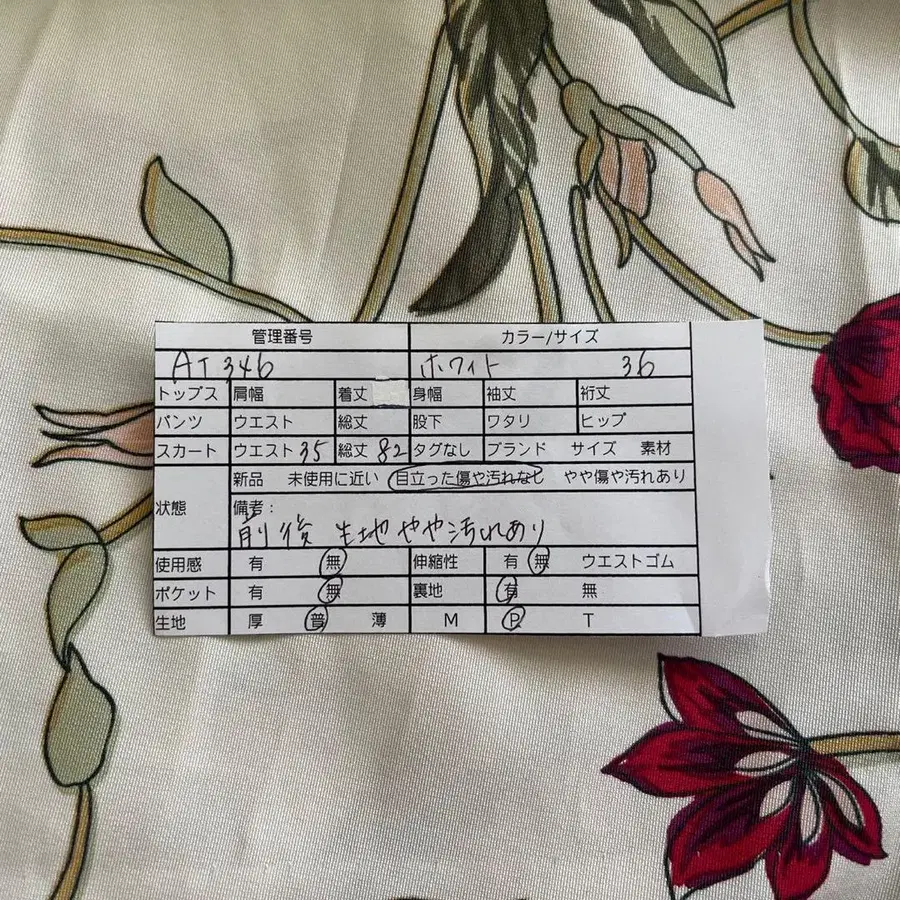 管理番号 カラー/サイズ
AT346 ホワイト 36
トップス 肩幅 着丈 身幅 袖丈 裄丈
パンツ ウエスト 総丈 股下 ワタリ ヒップ
スカート ウエスト 35 総丈 82 タグなし ブランド サイズ 素材
状態 新品 未使用に近い 目立った傷や汚れなし やや傷や汚れあり
備考:
前後 生地やや汚れあり
使用感 有 無 伸縮性 有 無 ウエストゴム
ポケット 有 無 裏地 有 無
生地 厚 普 薄 M P T